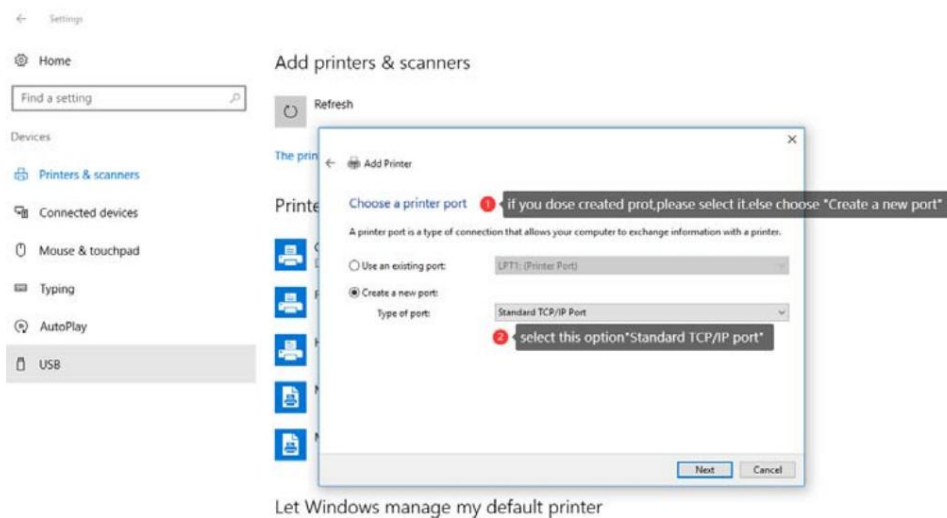 Settings
Home
Find a setting
Devices
Printers & scanners
Connected devices
Mouse & touchpad
Typing
AutoPlay
USB
Add printers & scanners
Refresh
The prin
Printe
Add Printer
Choose a printer port
1 if you dose created prot,please select it.else choose "Create a new port"
A printer port is a type of connection that allows your computer to exchange information with a printer.
Use an existing port: LPT1: (Printer Port)
Create a new port:
Type of port: Standard TCP/IP Port
2 select this option"Standard TCP/IP port"
Next Cancel
Let Windows manage my default printer